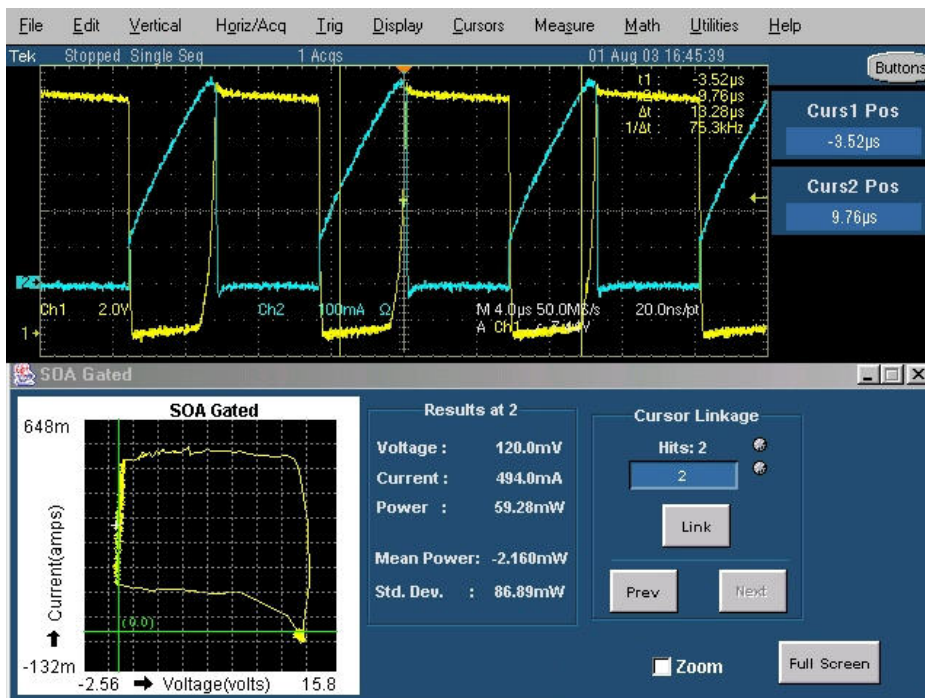 File Edit Vertical Horiz/Acq Trig Display Cursors Measure Math Utilities Help
Tek Stopped Single Seq 1 Acqs 01 Aug 03 16:45:39
Buttons
t1 : -3.52µs
9.76µs
Δt : 13.28µs
1/Δt : 75.3kHz
Curs1 Pos
-3.52µs
Curs2 Pos
9.76µs
2
Ch1 2.0V Ch2 100mA Ω M 4.0µs 50.0MS/s 20.0ns/pt
A Ch1
1
SOA Gated
SOA Gated
648m
Current(amps)
(0,0)
-132m
-2.56 Voltage(volts) 15.8
Results at 2
Voltage : 120.0mV
Current : 494.0mA
Power : 59.28mW
Mean Power: -2.160mW
Std. Dev. : 86.89mW
Cursor Linkage
Hits: 2
2
Link
Prev Next
Zoom Full Screen